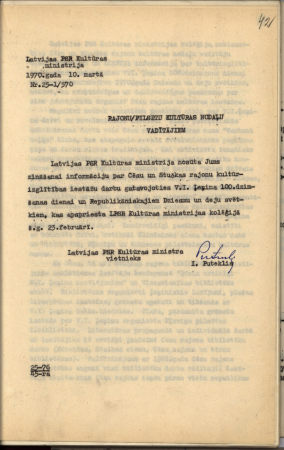 421
Latvijas PSR Kultūras
ministrija
1970.gada 10. martā
Nr.25-1/370
RAJONU/PILSĒTU KULTŪRAS NODAĻU
VADĪTĀJIEM
Latvijas PSR Kultūras ministrija nosūta Jums
zināšanai informāciju par Cēsu un Stučkas rajonu kultūr-
izglītības iestāžu darbu gatavojoties V.I. Ļeņina 100.dzim-
šanas dienai un Republikāniskajiem Dziesmu un deju svēt-
kiem, kas apspriesta LPSR Kultūras ministrijas kolēģijā
š.g. 25.februārī.
Latvijas PSR Kultūras ministra
vietnieks
I. Puteklis